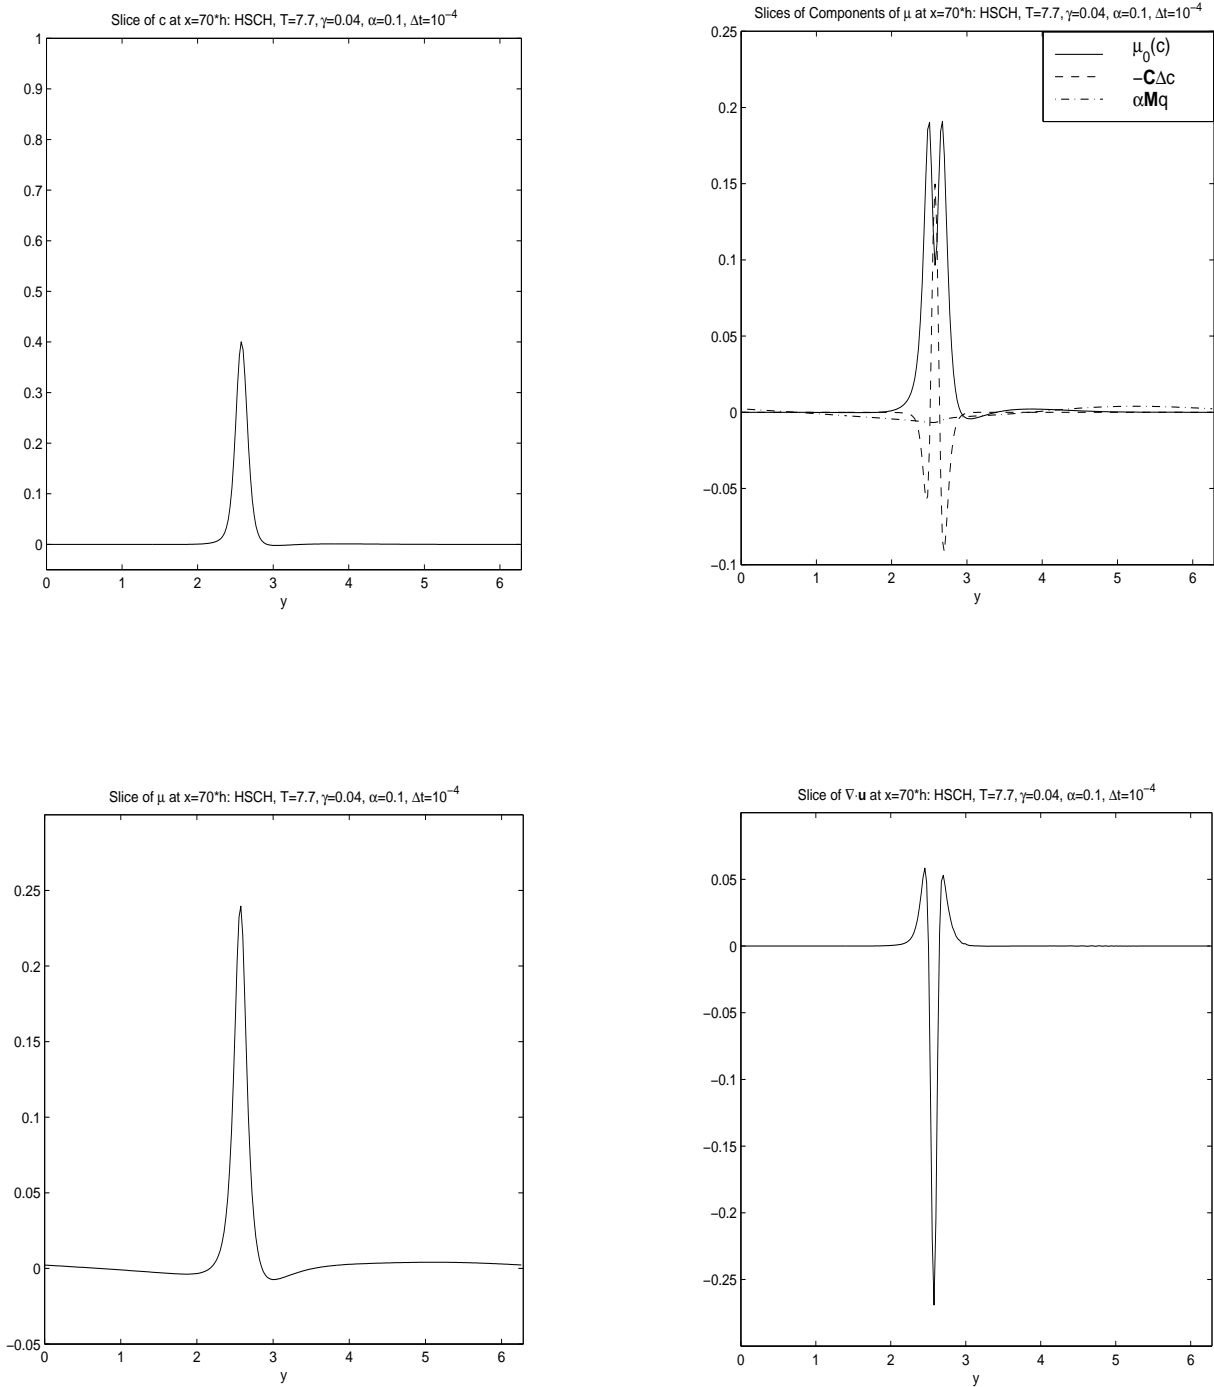 Slice of c at x=70*h: HSCH, T=7.7, γ=0.04, α=0.1, Δt=10⁻⁴
1
0.9
0.8
0.7
0.6
0.5
0.4
0.3
0.2
0.1
0
0 1 2 3 4 5 6
y
Slices of Components of μ at x=70*h: HSCH, T=7.7, γ=0.04, α=0.1, Δt=10⁻⁴
μ₀(c)
−CΔc
αMq
0.25
0.2
0.15
0.1
0.05
0
−0.05
−0.1
0 1 2 3 4 5 6
y
Slice of μ at x=70*h: HSCH, T=7.7, γ=0.04, α=0.1, Δt=10⁻⁴
0.25
0.2
0.15
0.1
0.05
0
−0.05
0 1 2 3 4 5 6
y
Slice of ∇·u at x=70*h: HSCH, T=7.7, γ=0.04, α=0.1, Δt=10⁻⁴
0.05
0
−0.05
−0.1
−0.15
−0.2
−0.25
0 1 2 3 4 5 6
y